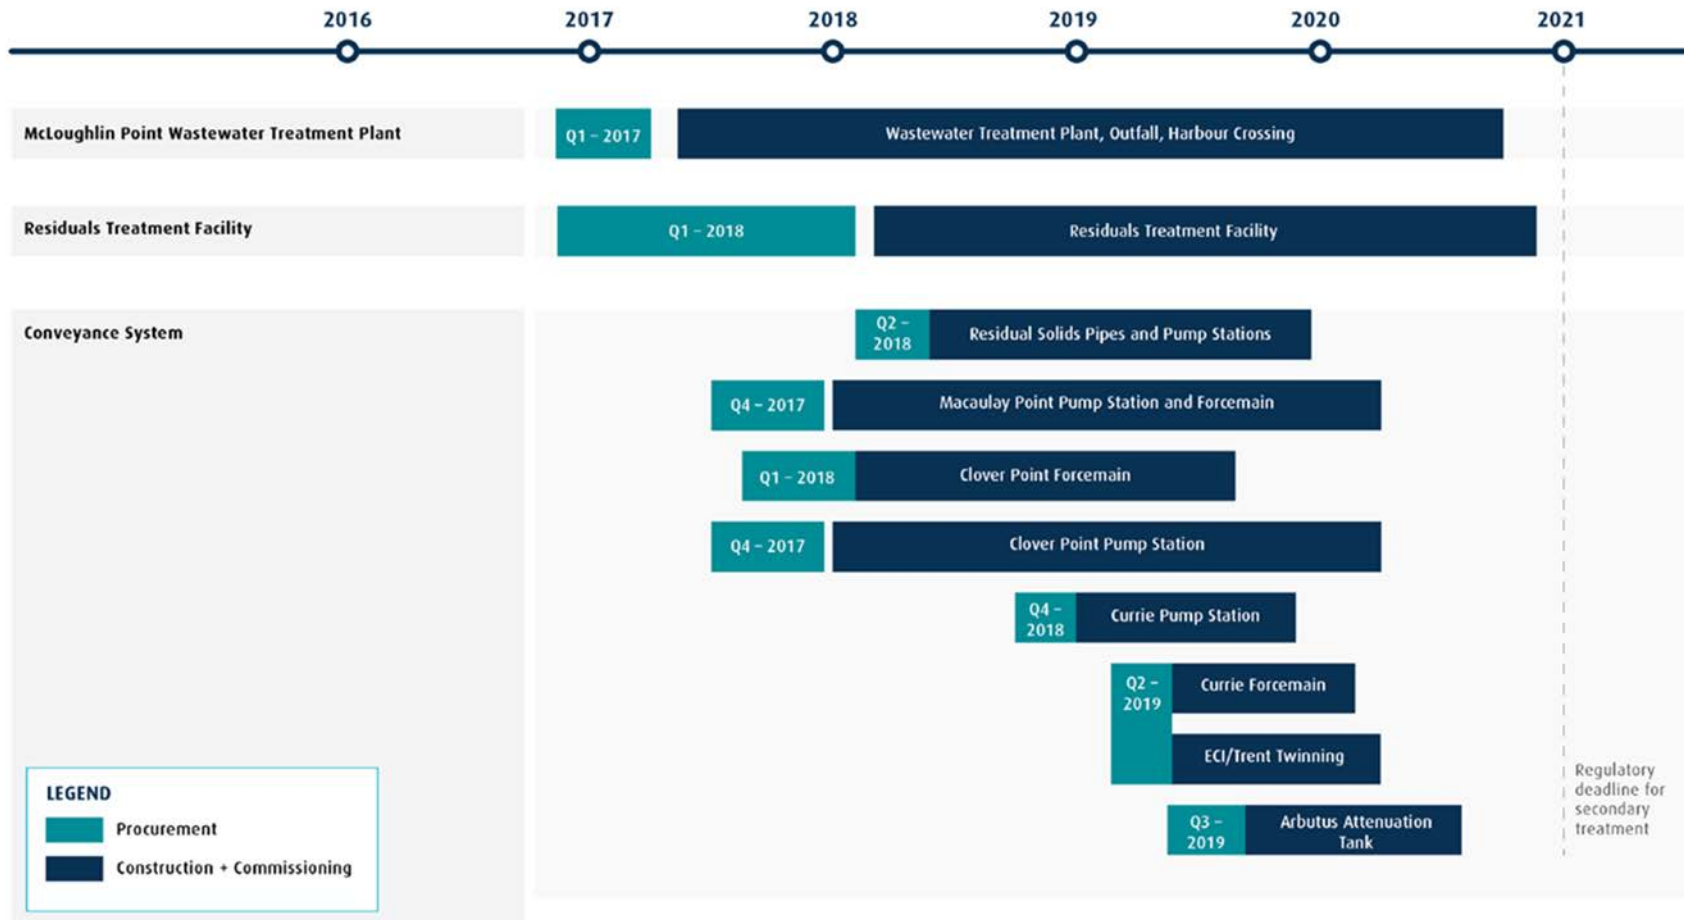 2016 2017 2018 2019 2020 2021
McLoughlin Point Wastewater Treatment Plant
Q1 – 2017
Wastewater Treatment Plant, Outfall, Harbour Crossing
Residuals Treatment Facility
Q1 – 2018
Residuals Treatment Facility
Conveyance System
Q2 –
2018
Residual Solids Pipes and Pump Stations
Q4 – 2017
Macaulay Point Pump Station and Forcemain
Q1 – 2018
Clover Point Forcemain
Q4 – 2017
Clover Point Pump Station
Q4 –
2018
Currie Pump Station
Q2 –
2019
Currie Forcemain
ECI/Trent Twinning
Q3 –
2019
Arbutus Attenuation
Tank
Regulatory
deadline for
secondary
treatment
LEGEND
Procurement
Construction + Commissioning